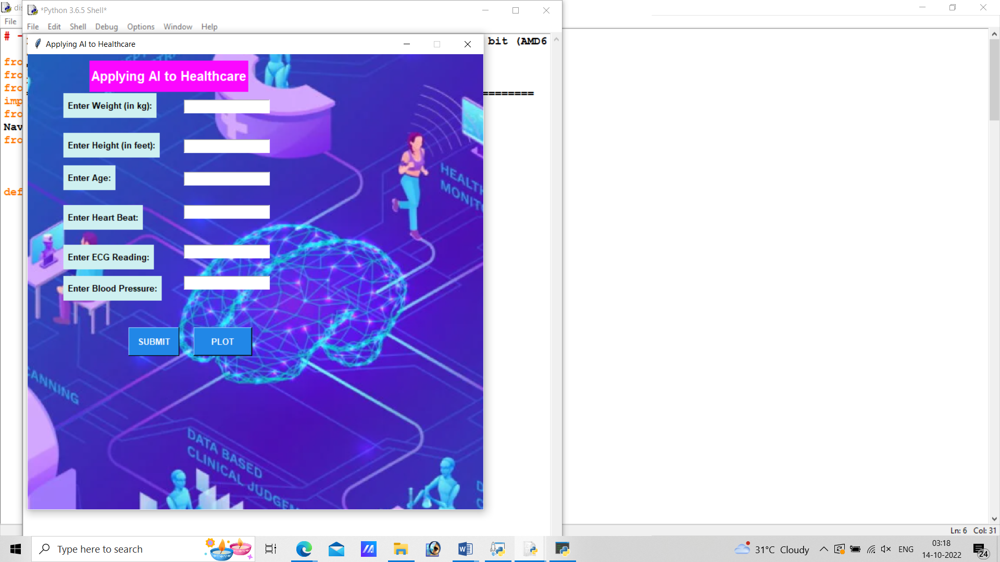 *Python 3.6.5 Shell*
File
File Edit Shell Debug Options Window Help
# -
Applying AI to Healthcare
bit (AMD6
Applying AI to Healthcare
fro
fro
fro
=========
imp
Enter Weight (in kg):
fro
Nav
fro
Enter Height (in feet):
Enter Age:
HEALTH
MONIT
def
Enter Heart Beat:
Enter ECG Reading:
Enter Blood Pressure:
SUBMIT PLOT
CANNING
DATA BASED
CLINICAL JUDGEM
Ln: 6 Col: 31
Type here to search
31°C Cloudy
ENG
03:18
14-10-2022
24